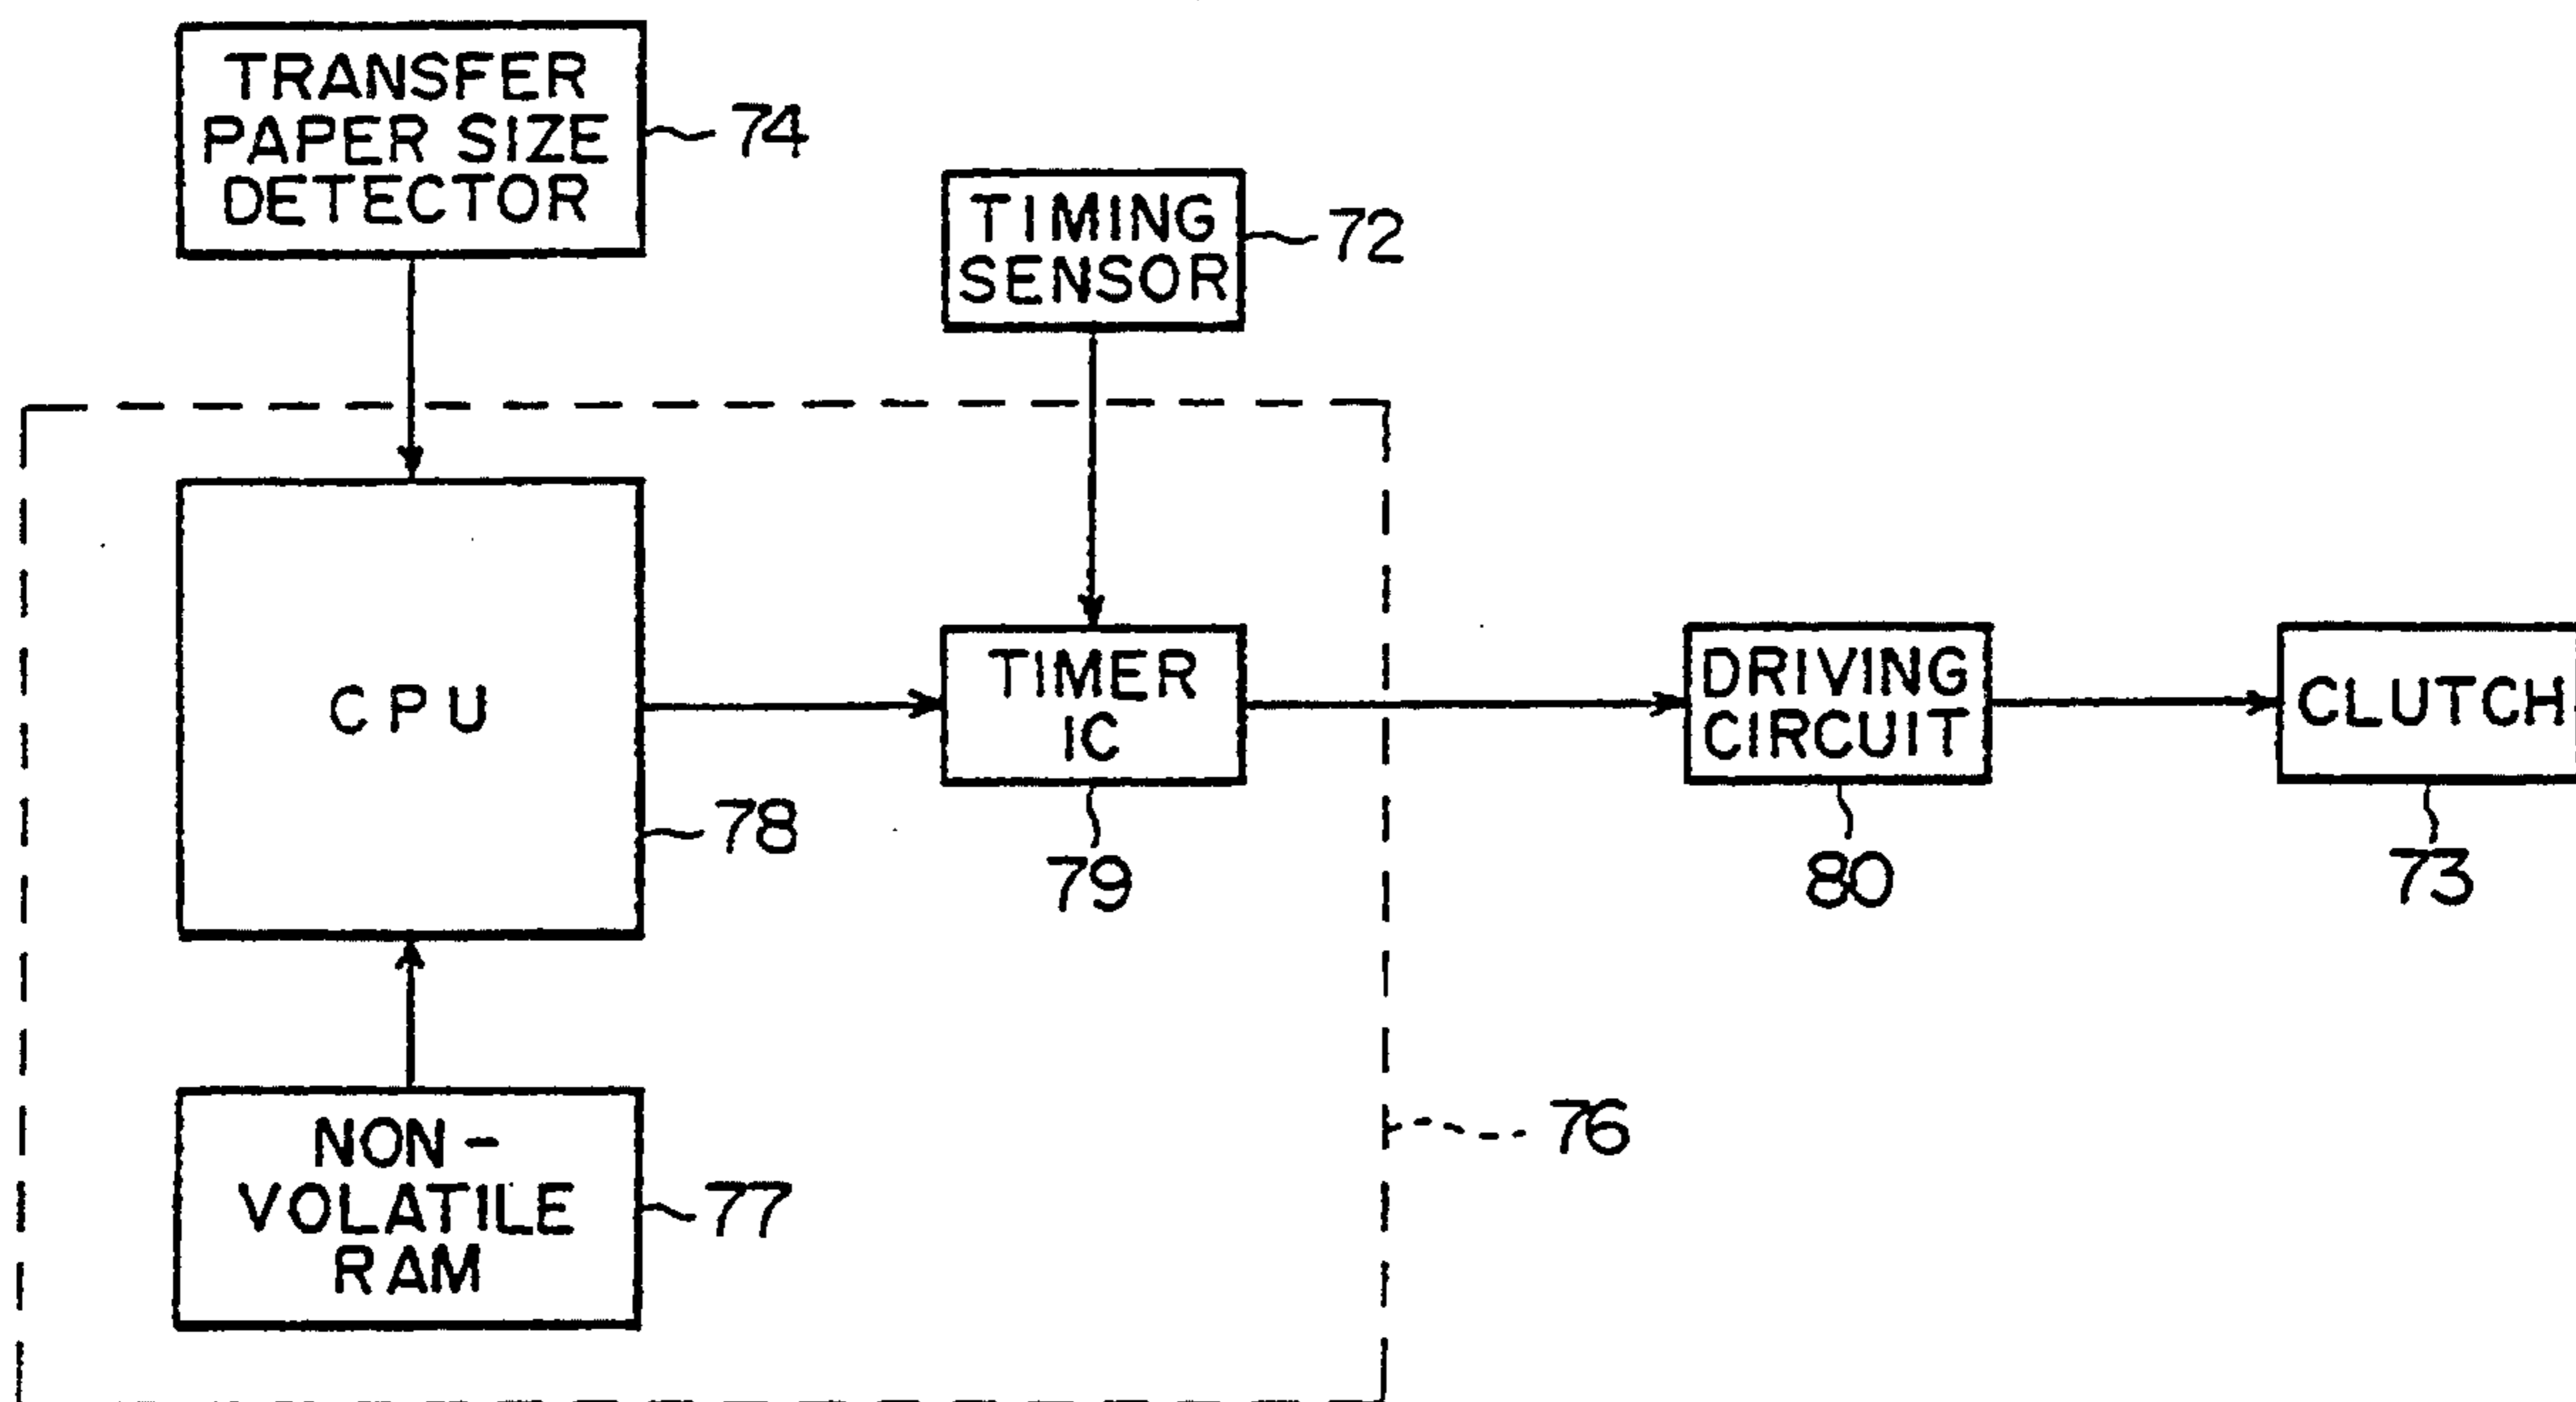 TRANSFER
PAPER SIZE
DETECTOR
74
TIMING
SENSOR
72
CPU
78
TIMER
IC
79
DRIVING
CIRCUIT
80
CLUTCH
73
NON-
VOLATILE
RAM
77
76